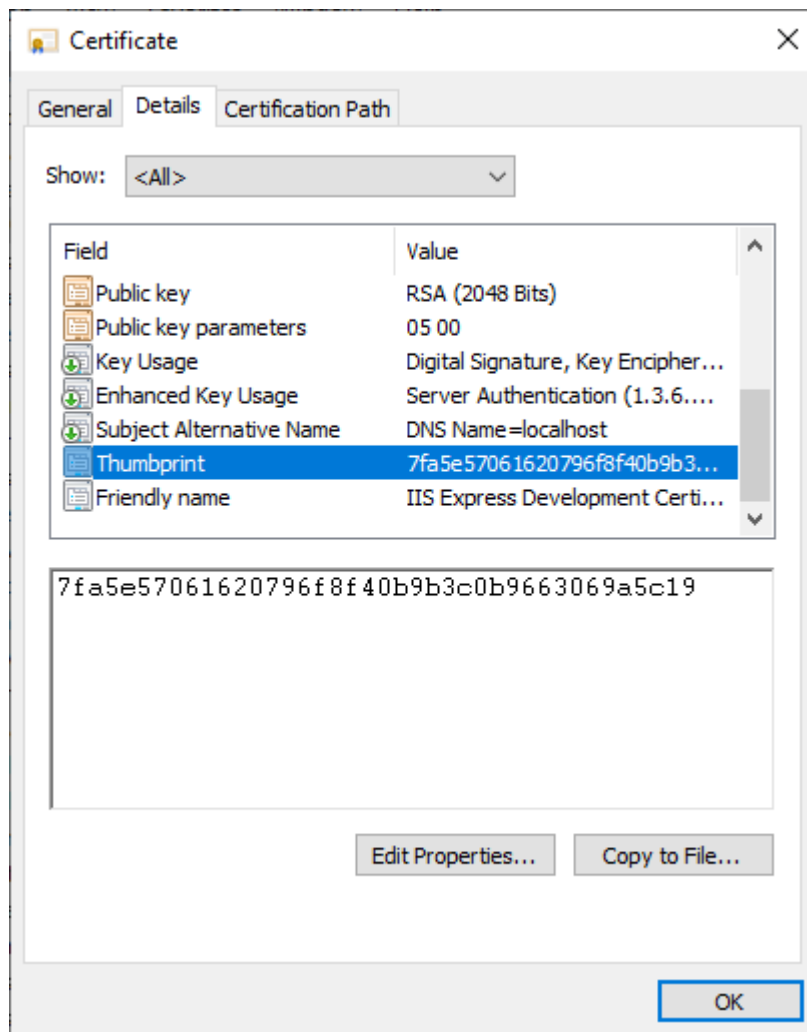 Certificate
General Details Certification Path
Show: <All>
Field Value
Public key RSA (2048 Bits)
Public key parameters 05 00
Key Usage Digital Signature, Key Encipher...
Enhanced Key Usage Server Authentication (1.3.6....
Subject Alternative Name DNS Name=localhost
Thumbprint 7fa5e57061620796f8f40b9b3...
Friendly name IIS Express Development Certi...
7fa5e57061620796f8f40b9b3c0b9663069a5c19
Edit Properties... Copy to File...
OK